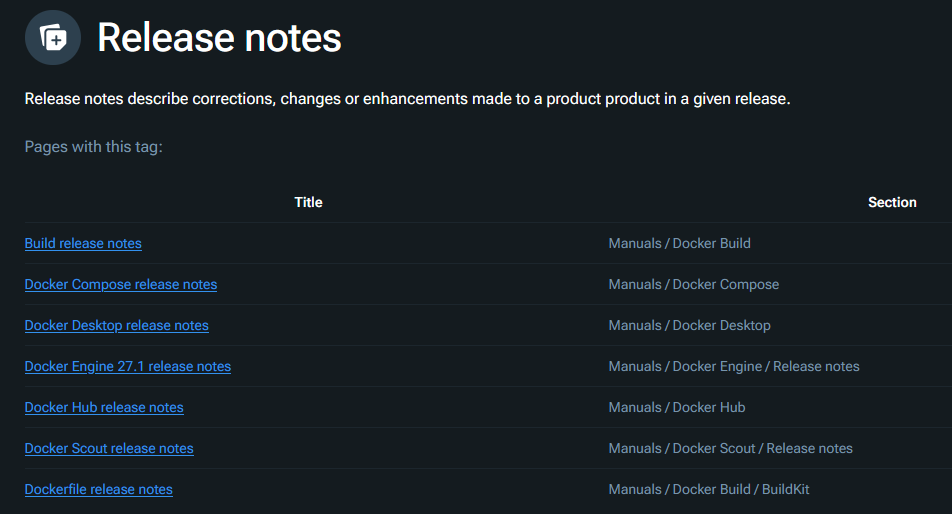 Release notes
Release notes describe corrections, changes or enhancements made to a product product in a given release.
Pages with this tag:
Title Section
Build release notes Manuals / Docker Build
Docker Compose release notes Manuals / Docker Compose
Docker Desktop release notes Manuals / Docker Desktop
Docker Engine 27.1 release notes Manuals / Docker Engine / Release notes
Docker Hub release notes Manuals / Docker Hub
Docker Scout release notes Manuals / Docker Scout / Release notes
Dockerfile release notes Manuals / Docker Build / BuildKit